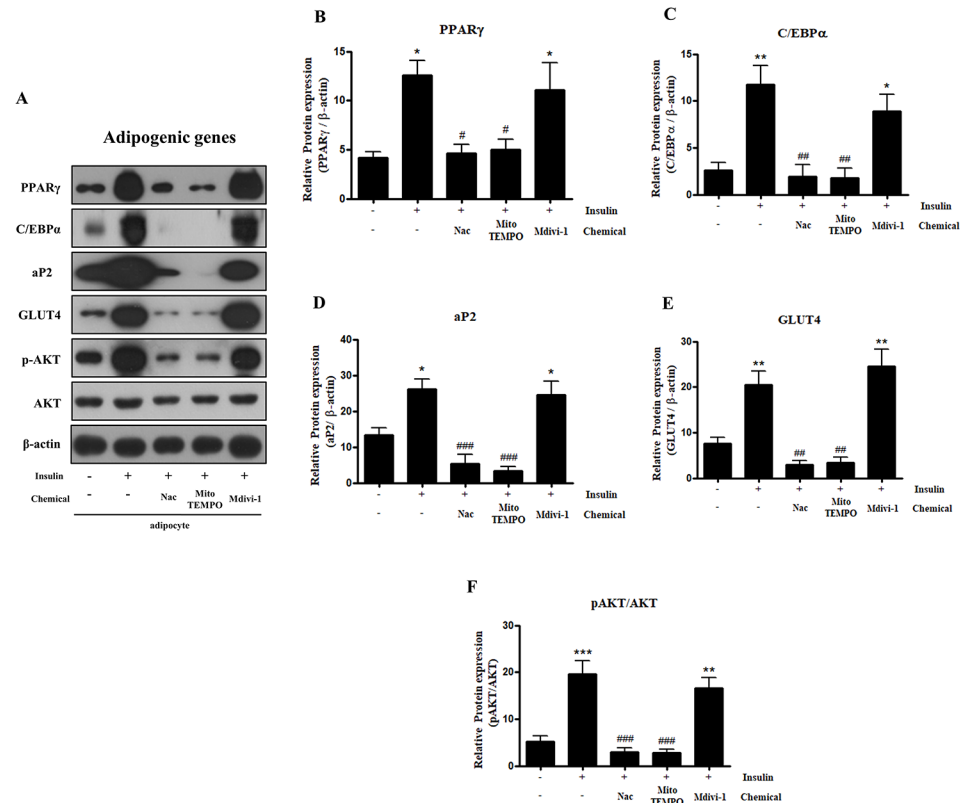 A
Adipogenic genes
PPARγ
C/EBPα
aP2
GLUT4
p-AKT
AKT
β-actin
Insulin - + + + +
Chemical - - Nac Mito TEMPO Mdivi-1
adipocyte
B
PPARγ
Relative Protein expression
(PPARγ / β-actin)
15
10
5
0
* # # *
- + + + + Insulin
- - Nac Mito TEMPO Mdivi-1 Chemical
C
C/EBPα
Relative Protein expression
(C/EBPα / β-actin)
15
10
5
0
** ## ## *
- + + + + Insulin
- - Nac Mito TEMPO Mdivi-1 Chemical
D
aP2
Relative Protein expression
(aP2/ β-actin)
40
30
20
10
0
* ### ### *
- + + + + Insulin
- - Nac Mito TEMPO Mdivi-1 Chemical
E
GLUT4
Relative Protein expression
(GLUT4 / β-actin)
30
20
10
0
** ## ## **
- + + + + Insulin
- - Nac Mito TEMPO Mdivi-1 Chemical
F
pAKT/AKT
Relative Protein expression
(pAKT/AKT)
30
20
10
0
*** ### ### **
- + + + + Insulin
- - Nac Mito TEMPO Mdivi-1 Chemical